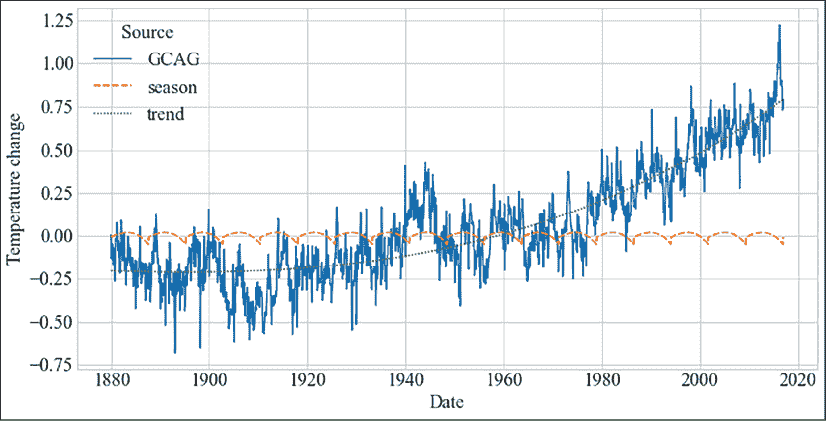 Source
GCAG
season
trend
Temperature change
1.25
1.00
0.75
0.50
0.25
0.00
−0.25
−0.50
−0.75
1880 1900 1920 1940 1960 1980 2000 2020
Date